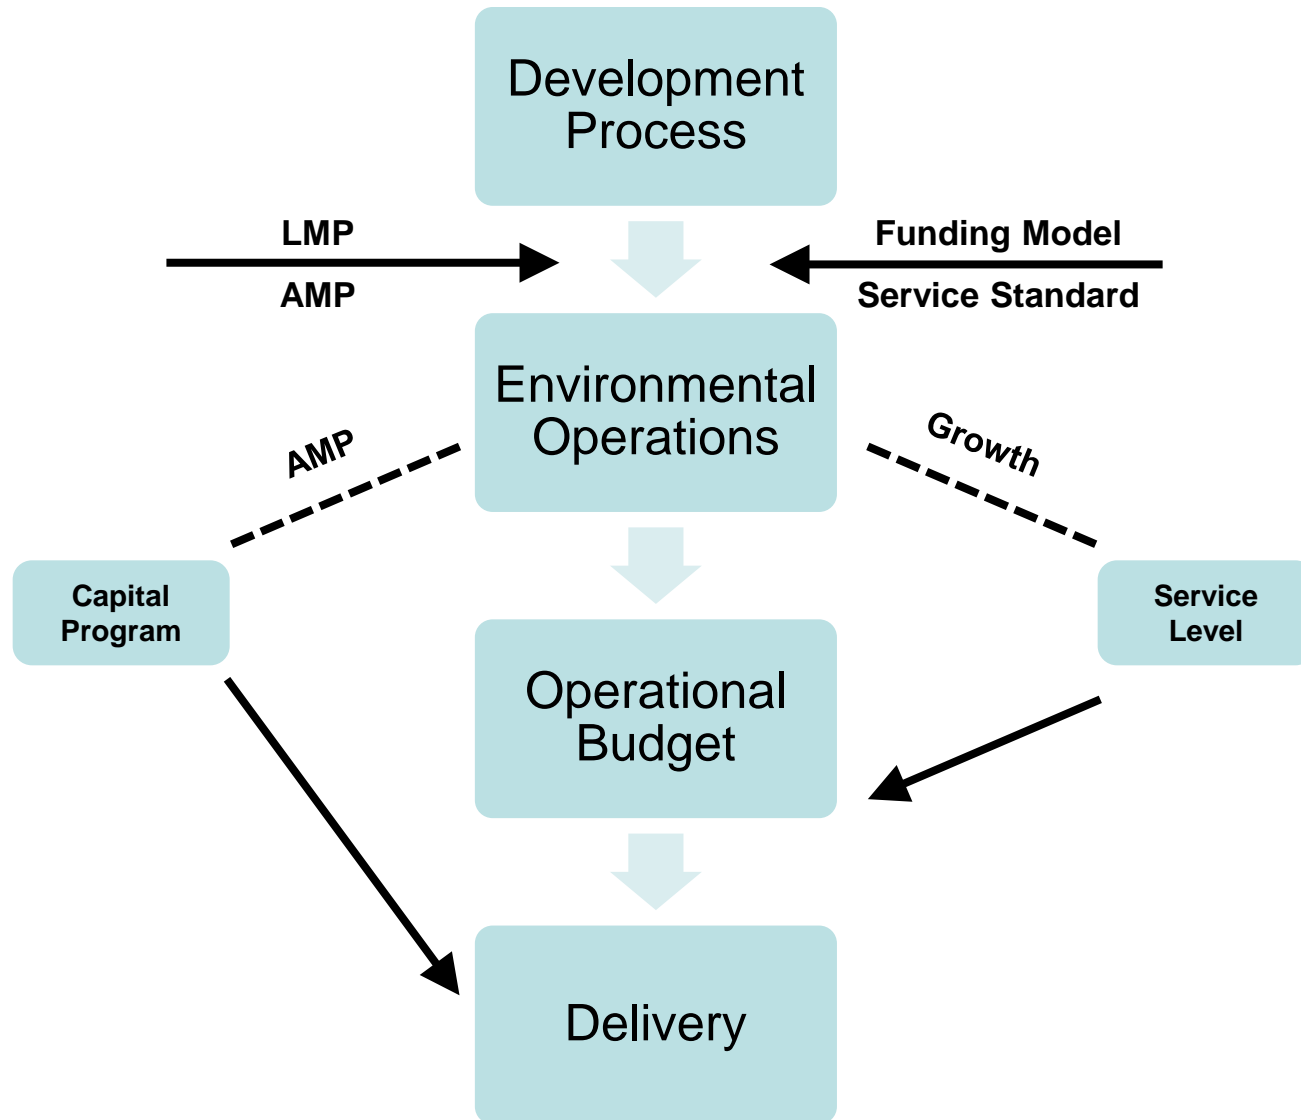 Development
Process
LMP
AMP
Funding Model
Service Standard
Environmental
Operations
AMP
Growth
Capital
Program
Service
Level
Operational
Budget
Delivery